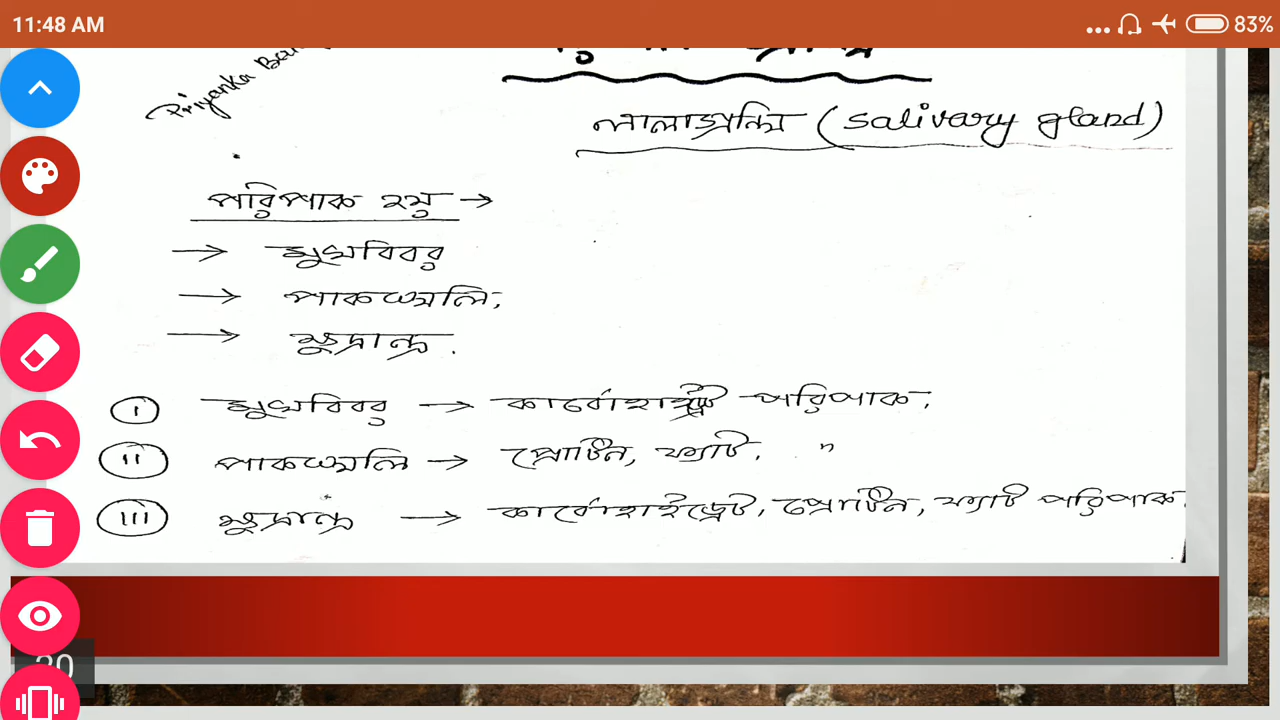 11:48 AM
... 83%
Priyanka
লালাগ্রন্থি (Salivary gland)
পরিপাক হয় →
→ মুখবিবর
→ পাকস্থলি,
→ ক্ষুদ্রান্ত্র.
(i) মুখবিবর → কার্বোহাইড্রেট পরিপাক.
(ii) পাকস্থলি → প্রোটিন, ফ্যাট. "
(iii) ক্ষুদ্রান্ত্র → কার্বোহাইড্রেট, প্রোটিন, ফ্যাট পরিপাক.